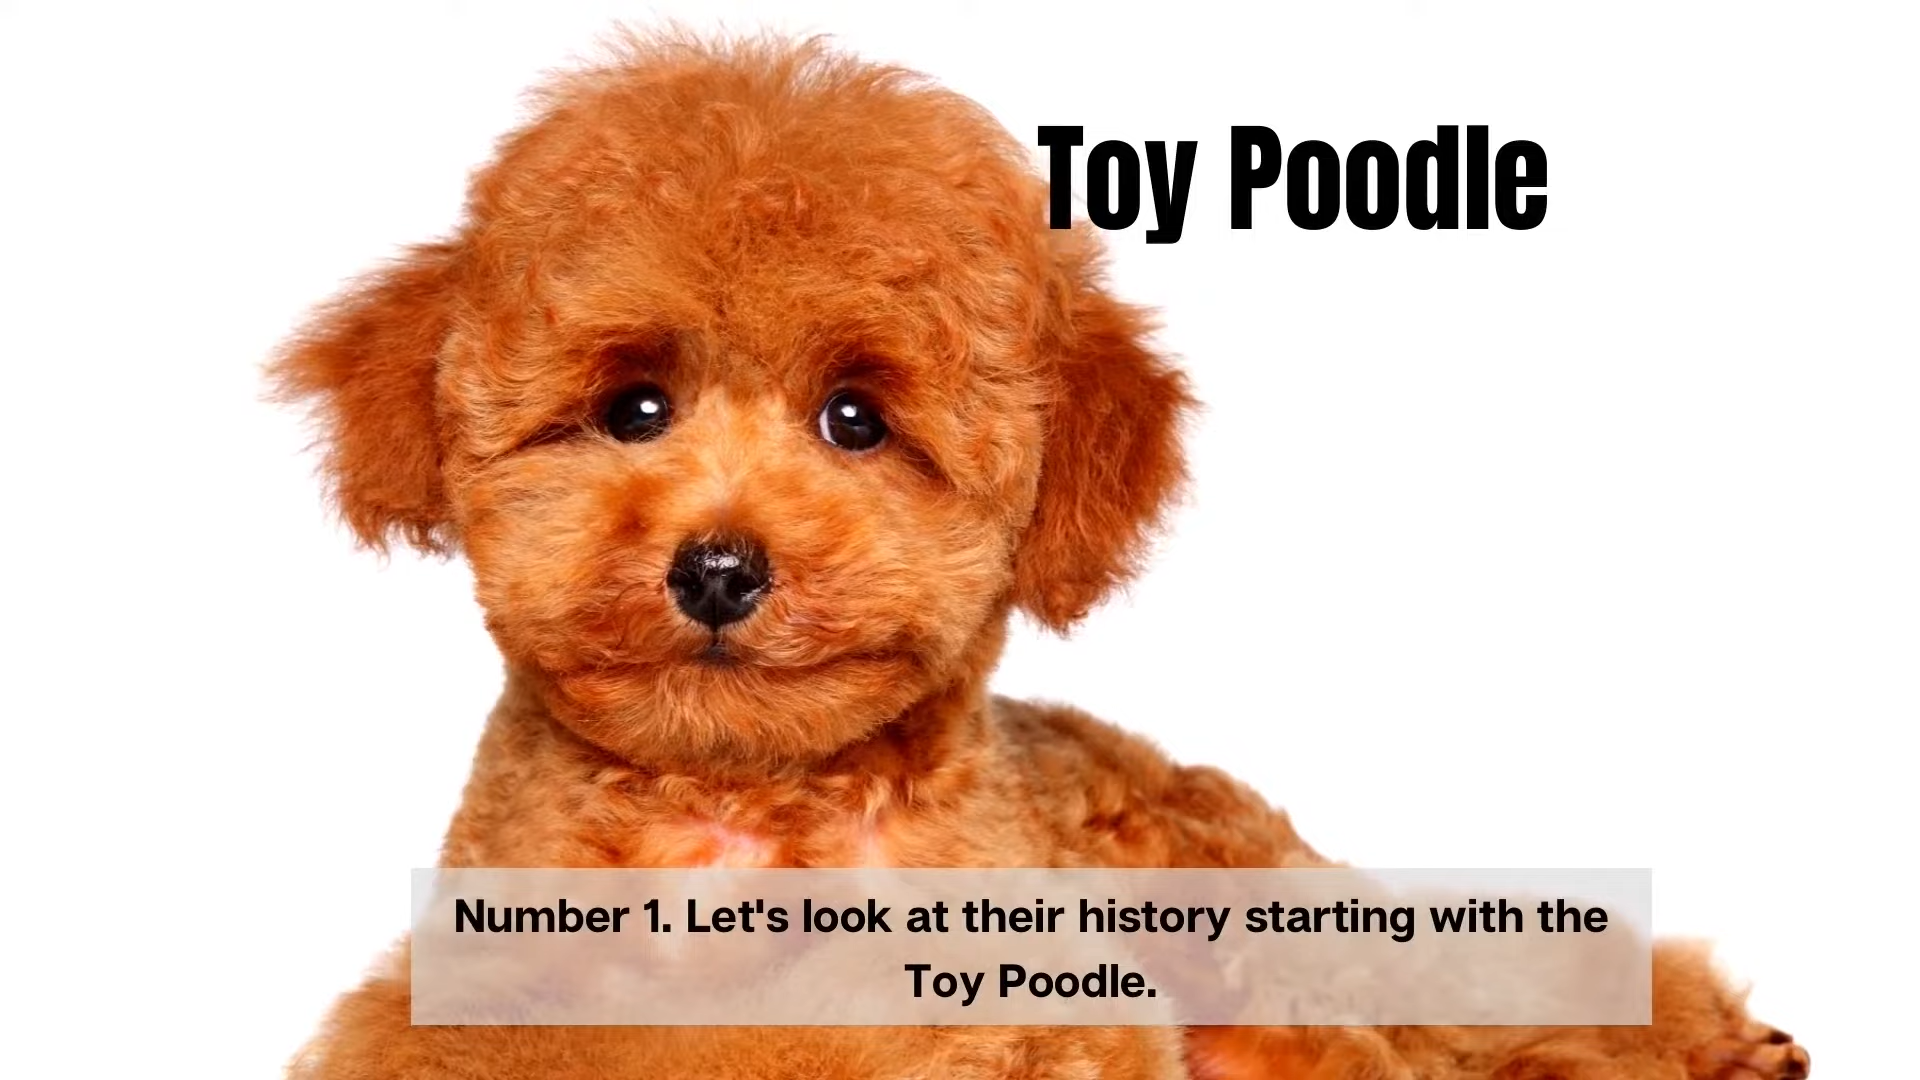 Toy Poodle
Number 1. Let's look at their history starting with the
Toy Poodle.